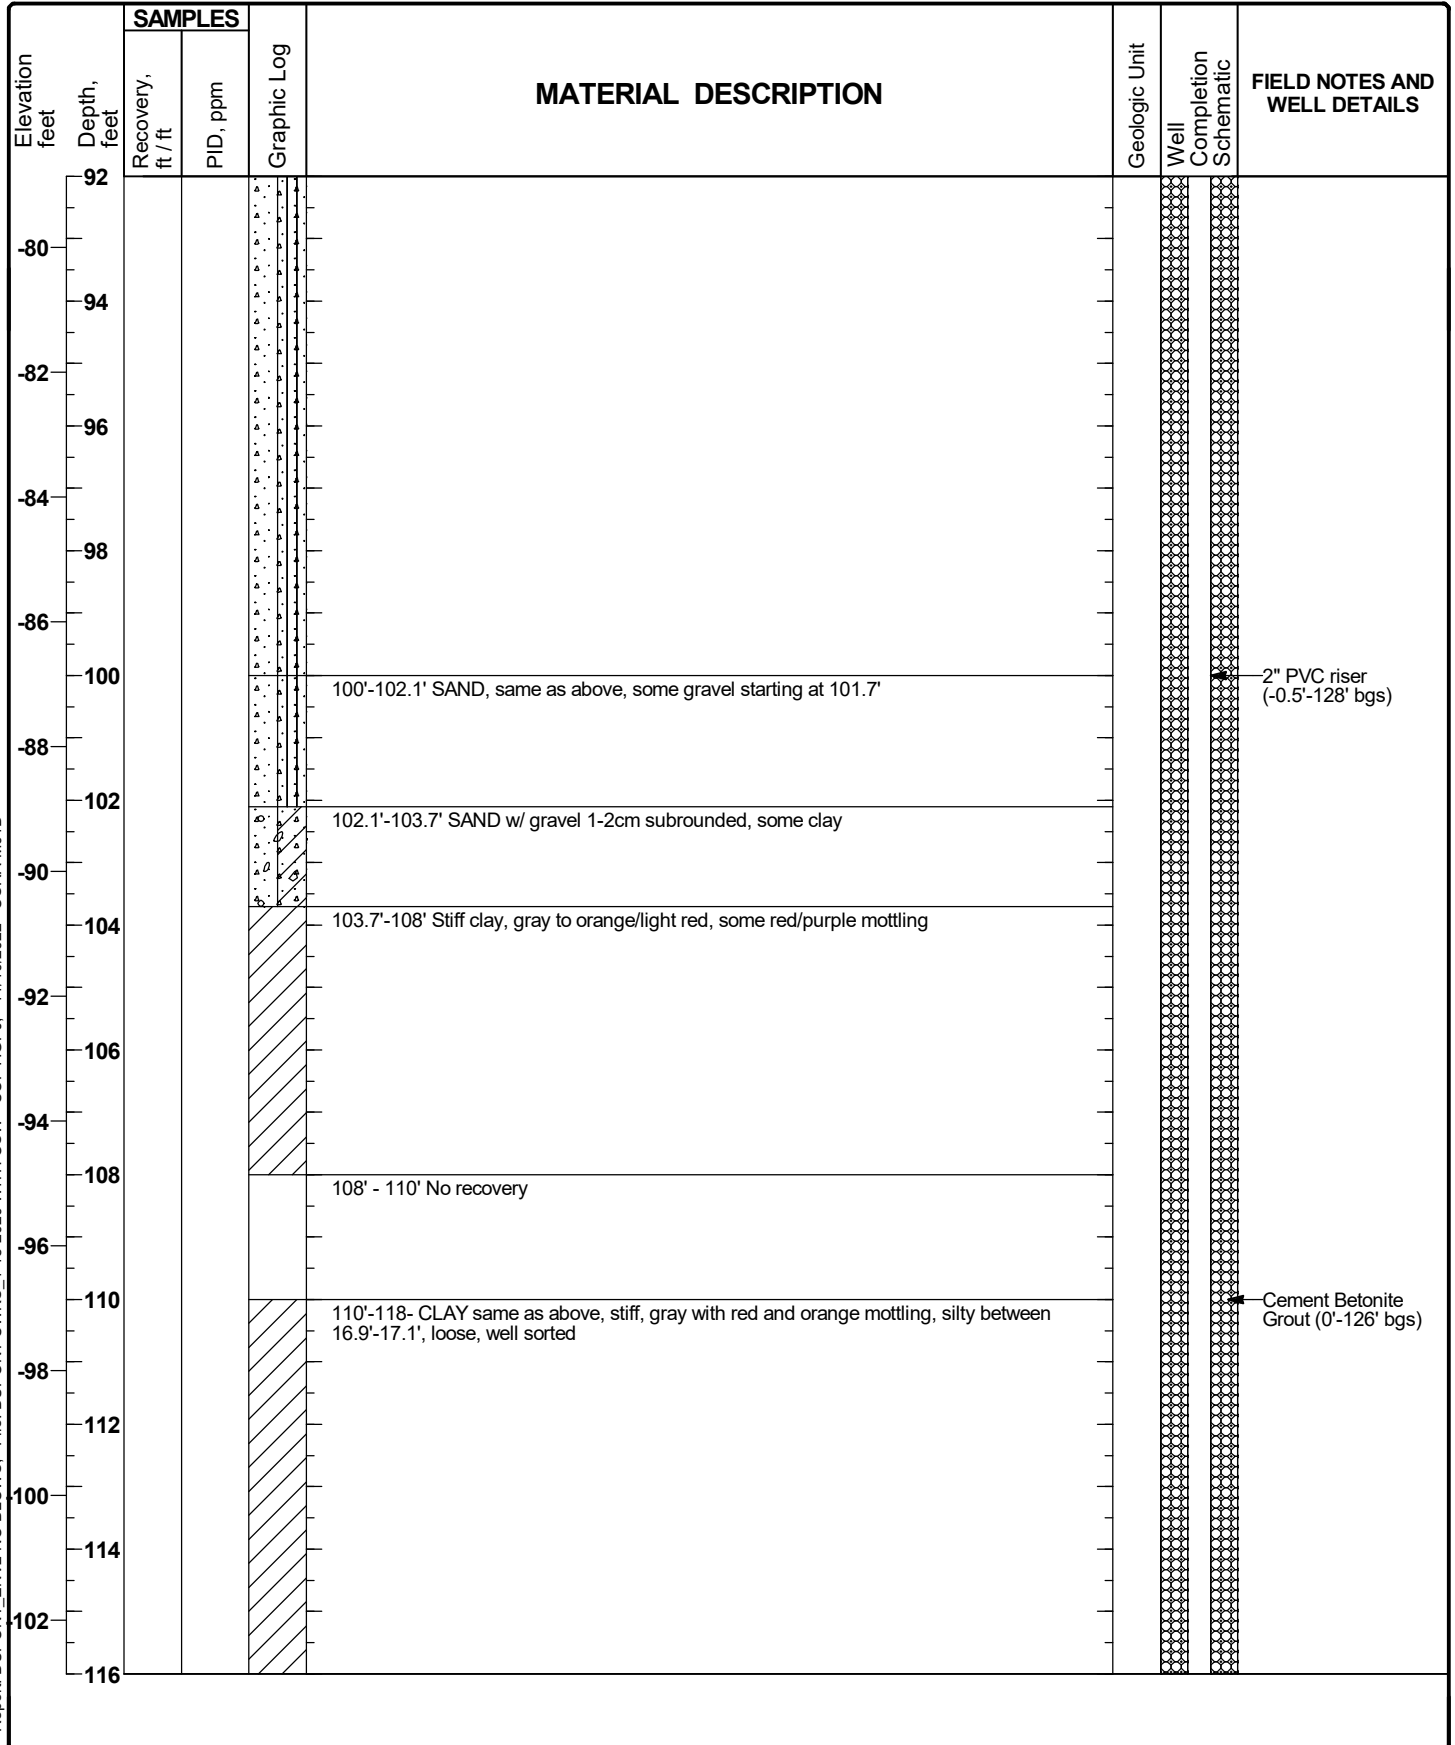 SAMPLES
Elevation
feet
Depth,
feet
Recovery,
ft / ft
PID, ppm
Graphic Log
MATERIAL DESCRIPTION
Geologic Unit
Well
Completion
Schematic
FIELD NOTES AND
WELL DETAILS
92
-80
94
-82
96
-84
98
-86
100
100'-102.1' SAND, same as above, some gravel starting at 101.7'
2" PVC riser
(-0.5'-128' bgs)
-88
102
102.1'-103.7' SAND w/ gravel 1-2cm subrounded, some clay
-90
104
103.7'-108' Stiff clay, gray to orange/light red, some red/purple mottling
-92
106
-94
108
108' - 110' No recovery
-96
110
110'-118- CLAY same as above, stiff, gray with red and orange mottling, silty between
16.9'-17.1', loose, well sorted
Cement Betonite
Grout (0'-126' bgs)
-98
112
100
114
102
116